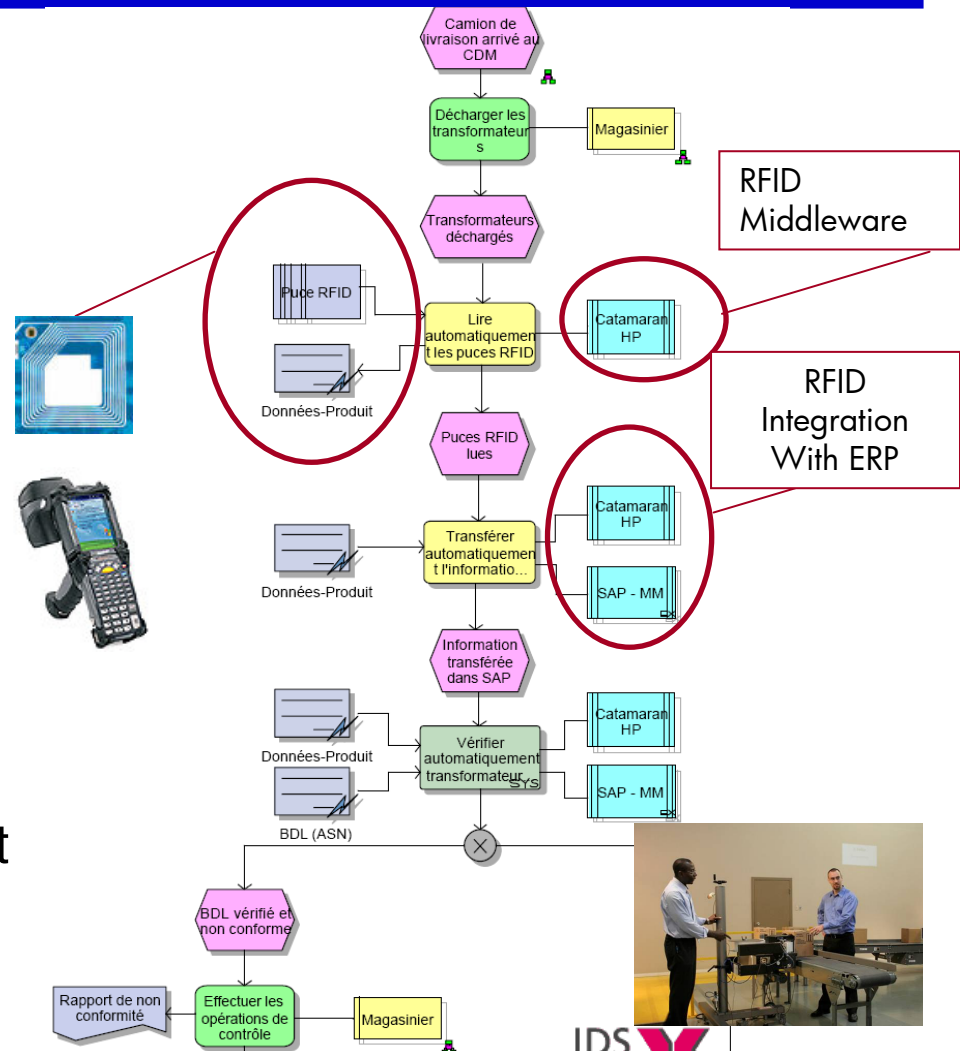 Camion de
livraison arrivé au
CDM
Décharger les
transformateur
s
Magasinier
RFID
Middleware
Transformateurs
déchargés
Puce RFID
Lire
automatiquemen
t les puces RFID
Catamaran
HP
Données-Produit
RFID
Integration
With ERP
Puces RFID
lues
Catamaran
HP
Transférer
automatiquemen
t l'informatio...
Données-Produit
SAP - MM
Information
transférée
dans SAP
Catamaran
HP
Données-Produit
Vérifier
automatiquement
transformateur
SYS
SAP - MM
BDL (ASN)
t
X
BDL vérifié et
non conforme
Rapport de non
conformité
Effectuer les
opérations de
contrôle
Magasinier
IDS